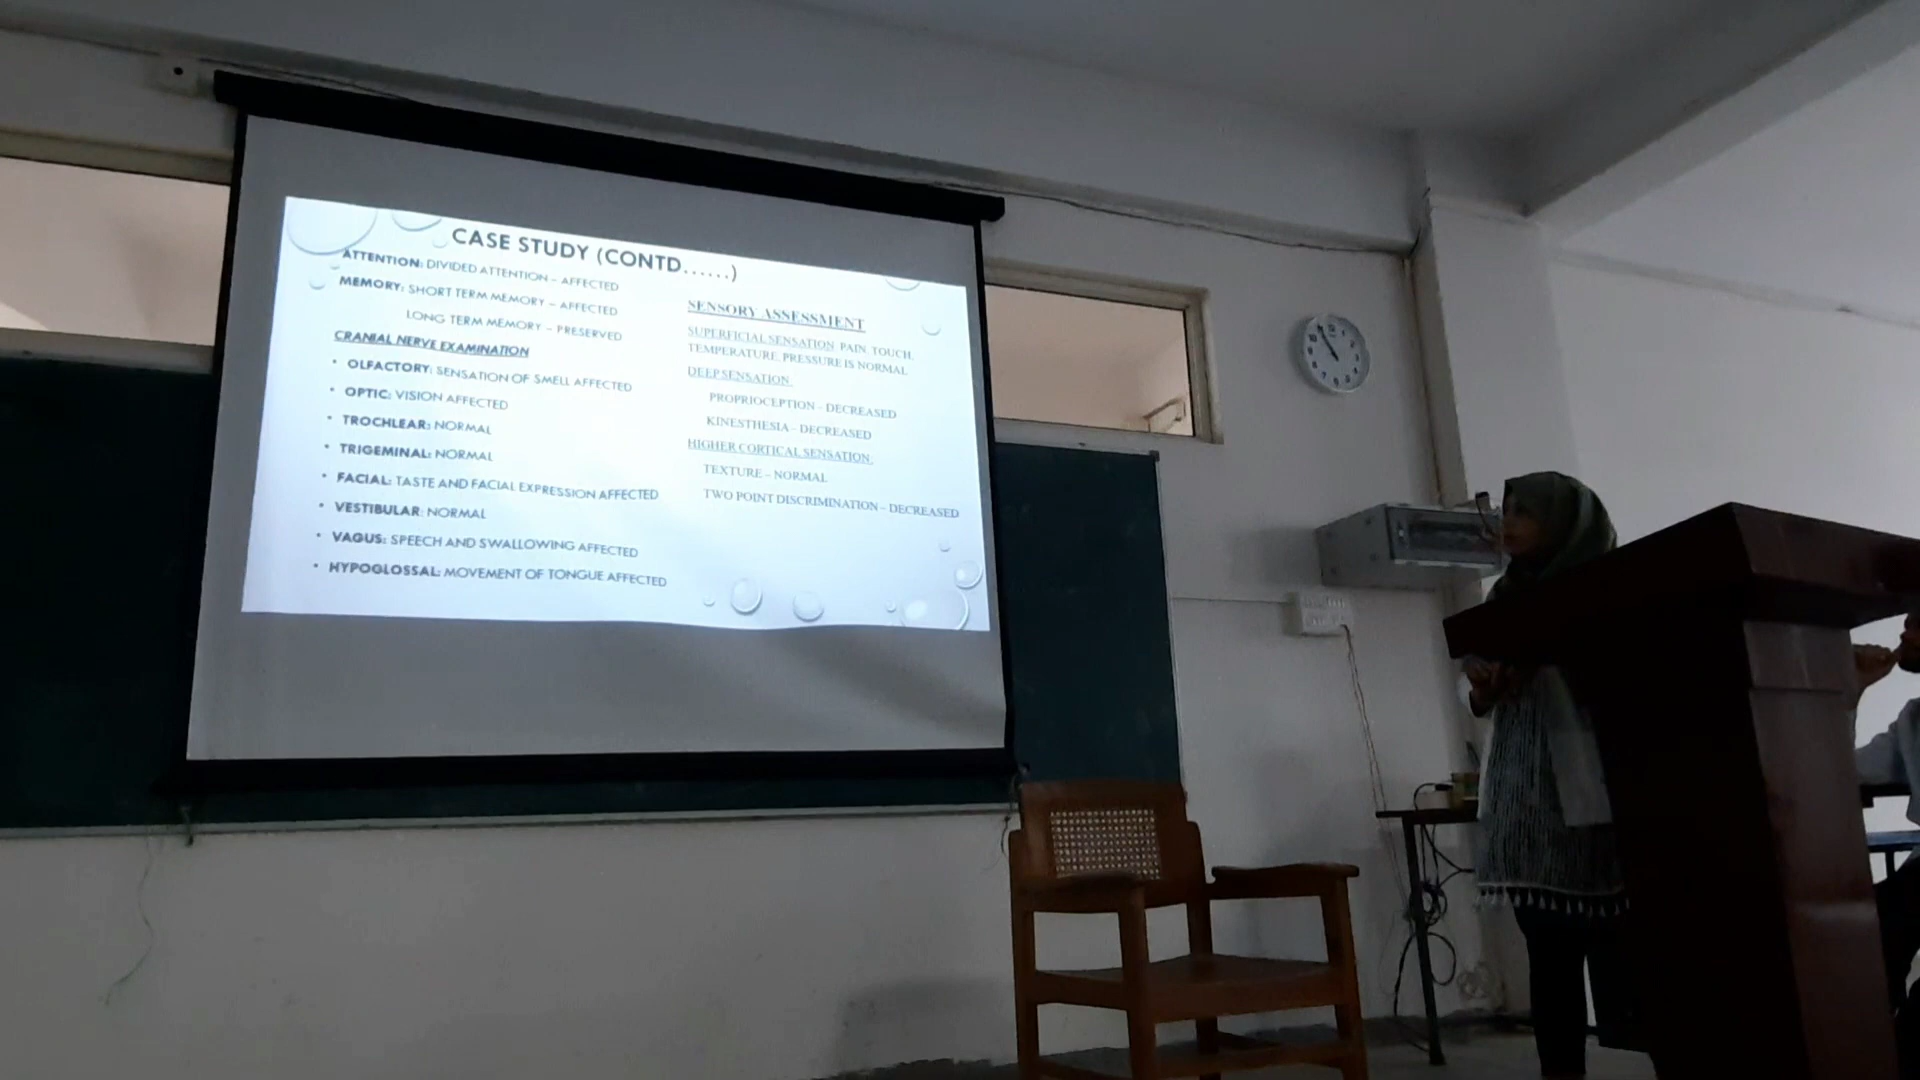 CASE STUDY (CONTD......)
ATTENTION: DIVIDED ATTENTION – AFFECTED
MEMORY: SHORT TERM MEMORY – AFFECTED
LONG TERM MEMORY – PRESERVED
CRANIAL NERVE EXAMINATION
• OLFACTORY: SENSATION OF SMELL AFFECTED
• OPTIC: VISION AFFECTED
• TROCHLEAR: NORMAL
• TRIGEMINAL: NORMAL
• FACIAL: TASTE AND FACIAL EXPRESSION AFFECTED
• VESTIBULAR: NORMAL
• VAGUS: SPEECH AND SWALLOWING AFFECTED
• HYPOGLOSSAL: MOVEMENT OF TONGUE AFFECTED
SENSORY ASSESSMENT
SUPERFICIAL SENSATION: PAIN, TOUCH,
TEMPERATURE, PRESSURE IS NORMAL
DEEP SENSATION:
PROPRIOCEPTION – DECREASED
KINESTHESIA – DECREASED
HIGHER CORTICAL SENSATION:
TEXTURE – NORMAL
TWO POINT DISCRIMINATION – DECREASED